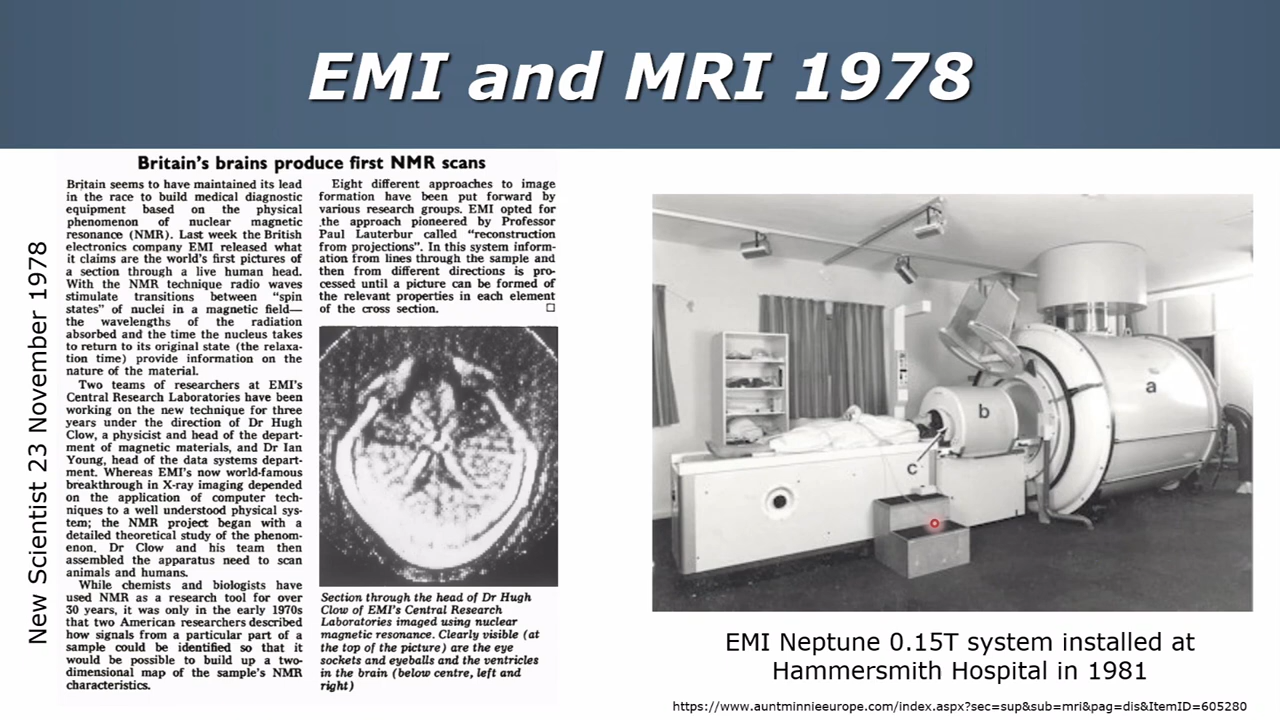 EMI and MRI 1978
New Scientist 23 November 1978
Britain's brains produce first NMR scans
Britain seems to have maintained its lead
in the race to build medical diagnostic
equipment based on the physical
phenomenon of nuclear magnetic
resonance (NMR). Last week the British
electronics company EMI released what
it claims are the world's first pictures of
a section through a live human head.
With the NMR technique radio waves
stimulate transitions between "spin
states" of nuclei in a magnetic field—
the wavelengths of the radiation
absorbed and the time the nucleus takes
to return to its original state (the relaxa-
tion time) provide information on the
nature of the material.
Two teams of researchers at EMI's
Central Research Laboratories have been
working on the new technique for three
years under the direction of Dr Hugh
Clow, a physicist and head of the depart-
ment of magnetic materials, and Dr Ian
Young, head of the data systems depart-
ment. Whereas EMI's now world-famous
breakthrough in X-ray imaging depended
on the application of computer tech-
niques to a well understood physical sys-
tem; the NMR project began with a
detailed theoretical study of the phenom-
enon. Dr Clow and his team then
assembled the apparatus need to scan
animals and humans.
While chemists and biologists have
used NMR as a research tool for over
30 years, it was only in the early 1970s
that two American researchers described
how signals from a particular part of a
sample could be identified so that it
would be possible to build up a two-
dimensional map of the sample's NMR
characteristics.
Eight different approaches to image
formation have been put forward by
various research groups. EMI opted for
the approach pioneered by Professor
Paul Lauterbur called "reconstruction
from projections". In this system inform-
ation from lines through the sample and
then from different directions is pro-
cessed until a picture can be formed of
the relevant properties in each element
of the cross section.
Section through the head of Dr Hugh
Clow of EMI's Central Research
Laboratories imaged using nuclear
magnetic resonance. Clearly visible (at
the top of the picture) are the eye
sockets and eyeballs and the ventricles
in the brain (below centre, left and
right)
a
b
c
EMI Neptune 0.15T system installed at
Hammersmith Hospital in 1981
https://www.auntminnieeurope.com/index.aspx?sec=sup&sub=mri&pag=dis&ItemID=605280